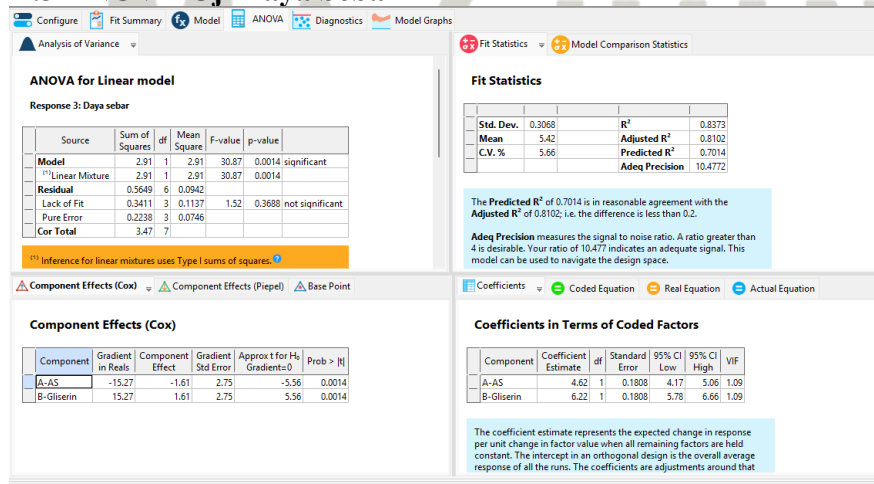 Configure Fit Summary Model ANOVA Diagnostics Model Graphs
Analysis of Variance
ANOVA for Linear model
Response 3: Daya sebar
Source Sum of Squares df Mean Square F-value p-value
Model 2.91 1 2.91 30.87 0.0014 significant
(1)Linear Mixture 2.91 1 2.91 30.87 0.0014
Residual 0.5649 6 0.0942
Lack of Fit 0.3411 3 0.1137 1.52 0.3688 not significant
Pure Error 0.2238 3 0.0746
Cor Total 3.47 7
(1) Inference for linear mixtures uses Type I sums of squares.
Fit Statistics Model Comparison Statistics
Fit Statistics
Std. Dev. 0.3068 R² 0.8373
Mean 5.42 Adjusted R² 0.8102
C.V. % 5.66 Predicted R² 0.7014
Adeq Precision 10.4772
The Predicted R² of 0.7014 is in reasonable agreement with the
Adjusted R² of 0.8102; i.e. the difference is less than 0.2.
Adeq Precision measures the signal to noise ratio. A ratio greater than
4 is desirable. Your ratio of 10.477 indicates an adequate signal. This
model can be used to navigate the design space.
Component Effects (Cox) Component Effects (Piepel) Base Point
Component Effects (Cox)
Component Gradient in Reals Component Effect Gradient Std Error Approx t for H₀ Gradient=0 Prob > |t|
A-AS -15.27 -1.61 2.75 -5.56 0.0014
B-Gliserin 15.27 1.61 2.75 5.56 0.0014
Coefficients Coded Equation Real Equation Actual Equation
Coefficients in Terms of Coded Factors
Component Coefficient Estimate df Standard Error 95% CI Low 95% CI High VIF
A-AS 4.62 1 0.1808 4.17 5.06 1.09
B-Gliserin 6.22 1 0.1808 5.78 6.66 1.09
The coefficient estimate represents the expected change in response
per unit change in factor value when all remaining factors are held
constant. The intercept in an orthogonal design is the overall average
response of all the runs. The coefficients are adjustments around that